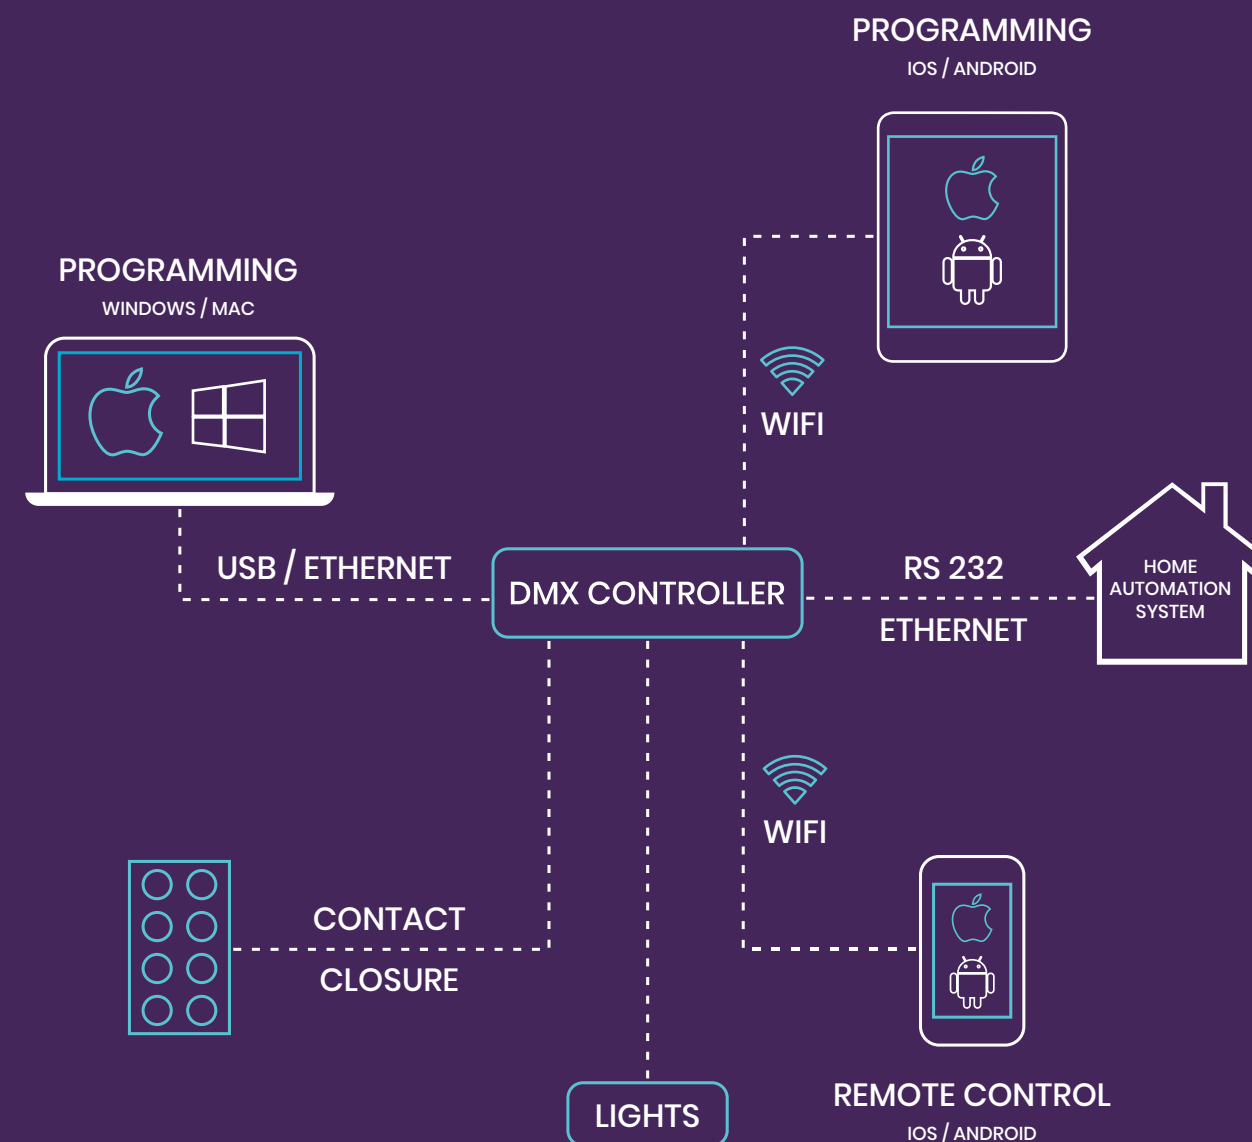 PROGRAMMING
IOS / ANDROID
PROGRAMMING
WINDOWS / MAC
WIFI
USB / ETHERNET
DMX CONTROLLER
RS 232
ETHERNET
HOME
AUTOMATION
SYSTEM
WIFI
CONTACT
CLOSURE
LIGHTS
REMOTE CONTROL
IOS / ANDROID